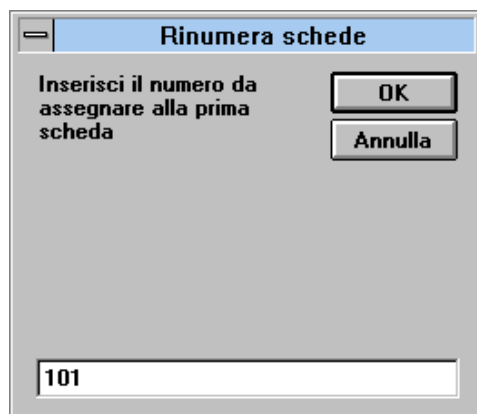 Rinumera schede
Inserisci il numero da
assegnare alla prima
scheda
OK
Annulla
101